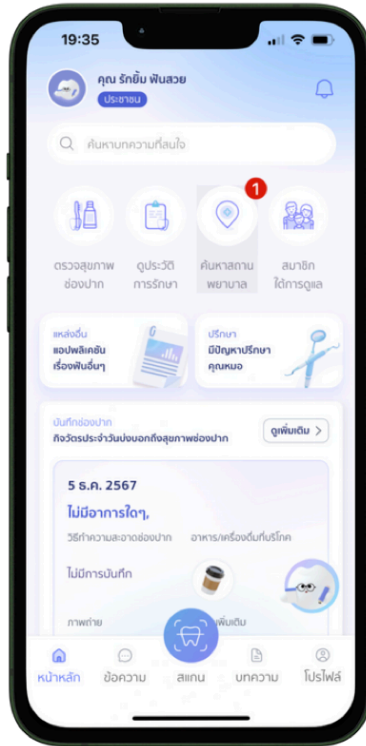 19:35
คุณ รักยิ้ม ฟันสวย
ประชาชน
ค้นหาบทความที่สนใจ
1
ตรวจสุขภาพ
ช่องปาก
ดูประวัติ
การรักษา
ค้นหาสถาน
พยาบาล
สมาชิก
ใต้การดูแล
แหล่งอื่น
แอปพลิเคชัน
เรื่องฟันอื่นๆ
G
ปรึกษา
มีปัญหาปรึกษา
คุณหมอ
บันทึกช่องปาก
กิจวัตรประจำวันบ่งบอกถึงสุขภาพช่องปาก
ดูเพิ่มเติม >
5 ธ.ค. 2567
ไม่มีอาการใดๆ,
วิธีทำความสะอาดช่องปาก
อาหาร/เครื่องดื่มที่บริโภค
ไม่มีการบันทึก
ภาพถ่าย
เพิ่มเติม
หน้าหลัก
ข้อความ
สแกน
บทความ
โปรไฟล์